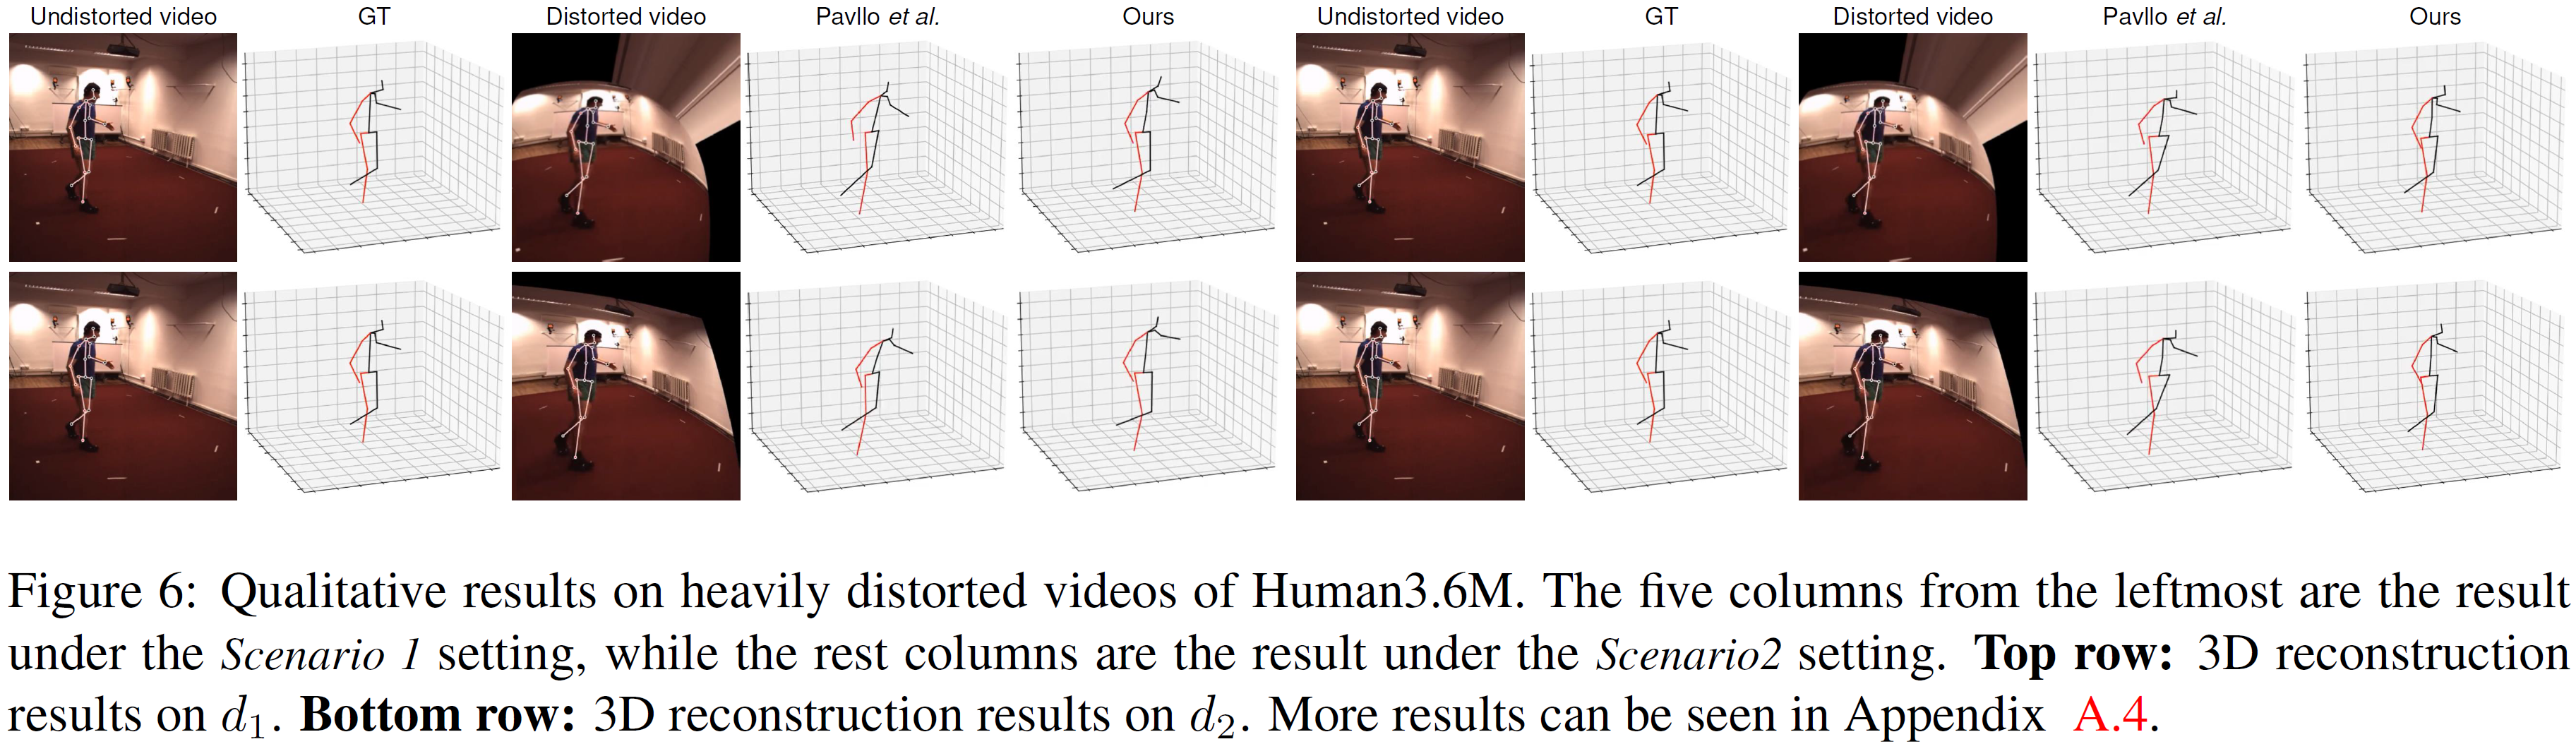 Undistorted video GT Distorted video Pavllo et al. Ours Undistorted video GT Distorted video Pavllo et al. Ours
Figure 6: Qualitative results on heavily distorted videos of Human3.6M. The five columns from the leftmost are the result
under the Scenario 1 setting, while the rest columns are the result under the Scenario2 setting. Top row: 3D reconstruction
results on d₁. Bottom row: 3D reconstruction results on d₂. More results can be seen in Appendix A.4.